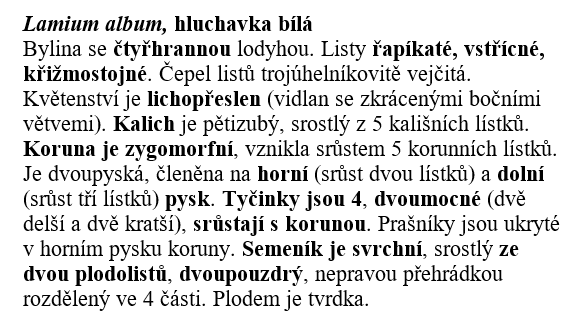 Lamium album, hluchavka bílá
Bylina se čtyřhrannou lodyhou. Listy řapíkaté, vstřícné,
křižmostojné. Čepel listů trojúhelníkovitě vejčitá.
Květenství je lichopřeslen (vidlan se zkrácenými bočními
větvemi). Kalich je pětizubý, srostlý z 5 kališních lístků.
Koruna je zygomorfní, vznikla srůstem 5 korunních lístků.
Je dvoupyská, členěna na horní (srůst dvou lístků) a dolní
(srůst tří lístků) pysk. Tyčinky jsou 4, dvoumocné (dvě
delší a dvě kratší), srůstají s korunou. Prašníky jsou ukryté
v horním pysku koruny. Semeník je svrchní, srostlý ze
dvou plodolistů, dvoupouzdrý, nepravou přehrádkou
rozdělený ve 4 části. Plodem je tvrdka.